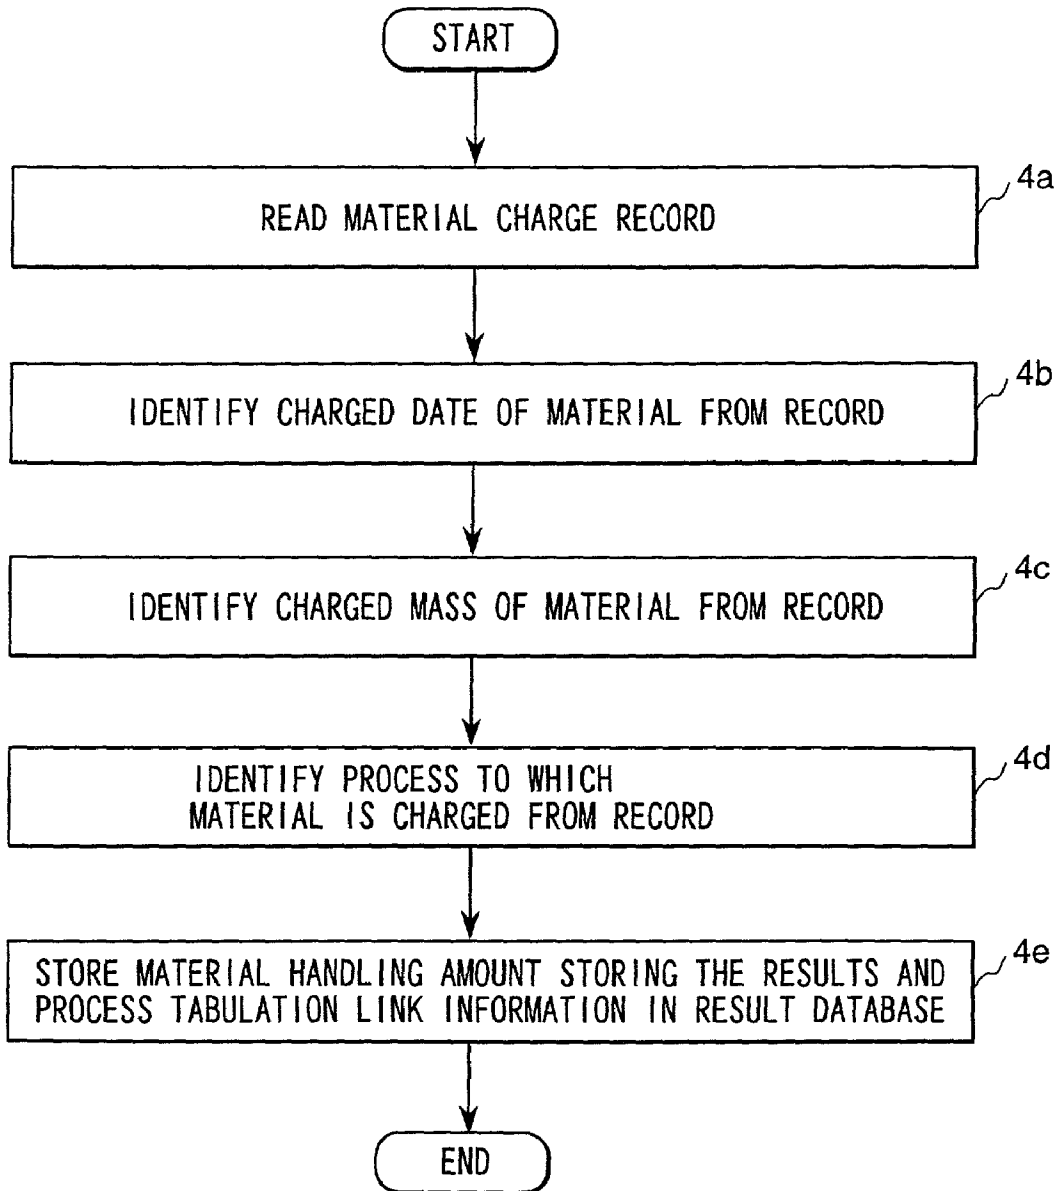 START
READ MATERIAL CHARGE RECORD
4a
IDENTIFY CHARGED DATE OF MATERIAL FROM RECORD
4b
IDENTIFY CHARGED MASS OF MATERIAL FROM RECORD
4c
IDENTIFY PROCESS TO WHICH
MATERIAL IS CHARGED FROM RECORD
4d
STORE MATERIAL HANDLING AMOUNT STORING THE RESULTS AND
PROCESS TABULATION LINK INFORMATION IN RESULT DATABASE
4e
END